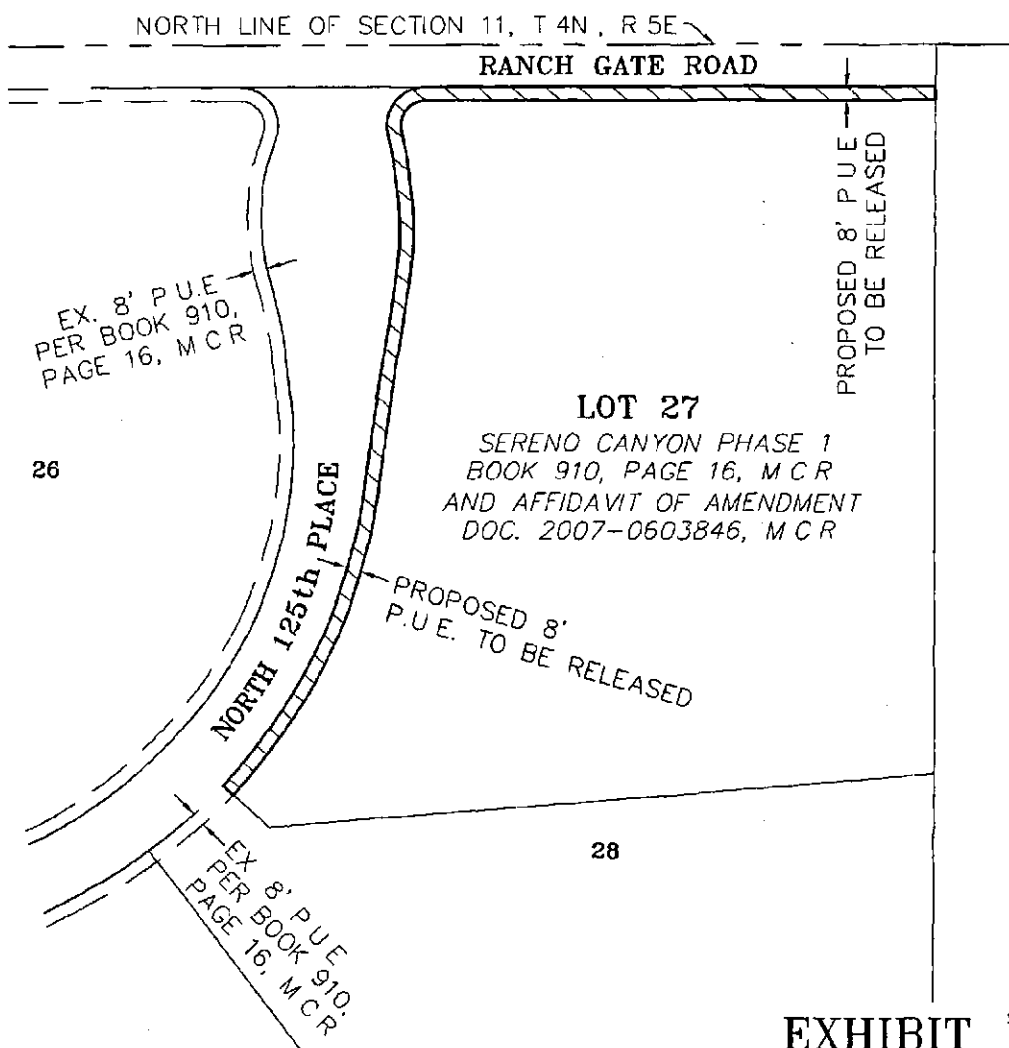 NORTH LINE OF SECTION 11, T 4N, R 5E
RANCH GATE ROAD
PROPOSED 8' P U E
TO BE RELEASED
EX. 8' P U.E
PER BOOK 910,
PAGE 16, M C R
LOT 27
SERENO CANYON PHASE 1
BOOK 910, PAGE 16, M C R
AND AFFIDAVIT OF AMENDMENT
DOC. 2007-0603846, M C R
26
NORTH 125th PLACE
PROPOSED 8'
P.U E. TO BE RELEASED
28
EX 8' P U E
PER BOOK 910,
PAGE 16, M C R
EXHIBIT